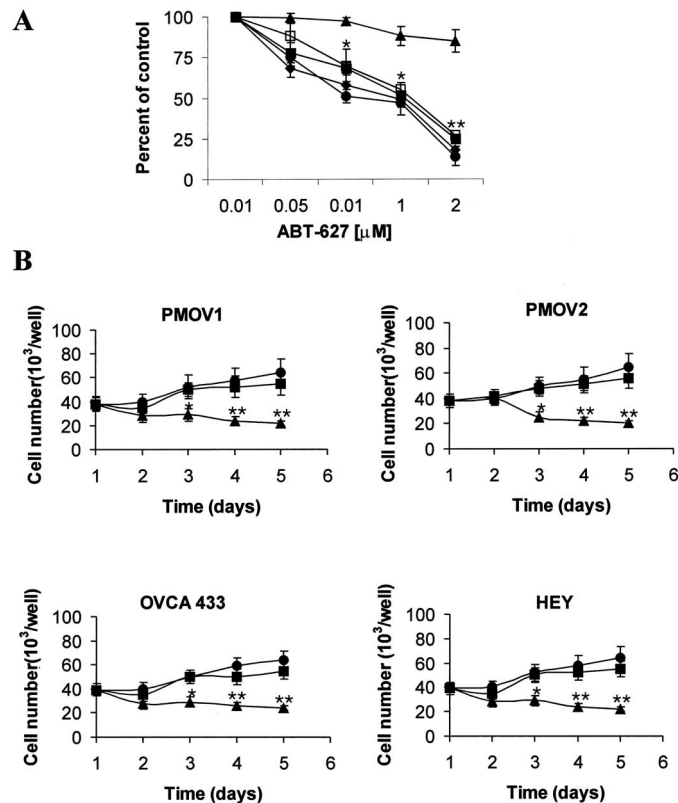 A
Percent of control
100
75
50
25
0
*
*
**
0.01 0.05 0.01 1 2
ABT-627 [μM]
B
PMOV1
Cell number(10³/well)
100
80
60
40
20
0
* ** **
1 2 3 4 5 6
Time (days)
PMOV2
Cell number(10³/well)
100
80
60
40
20
0
* ** **
1 2 3 4 5 6
Time (days)
OVCA 433
Cell number(10³/well)
100
80
60
40
20
0
* ** **
1 2 3 4 5 6
Time (days)
HEY
Cell number (10³/well)
100
80
60
40
20
0
* ** **
1 2 3 4 5 6
Time (days)